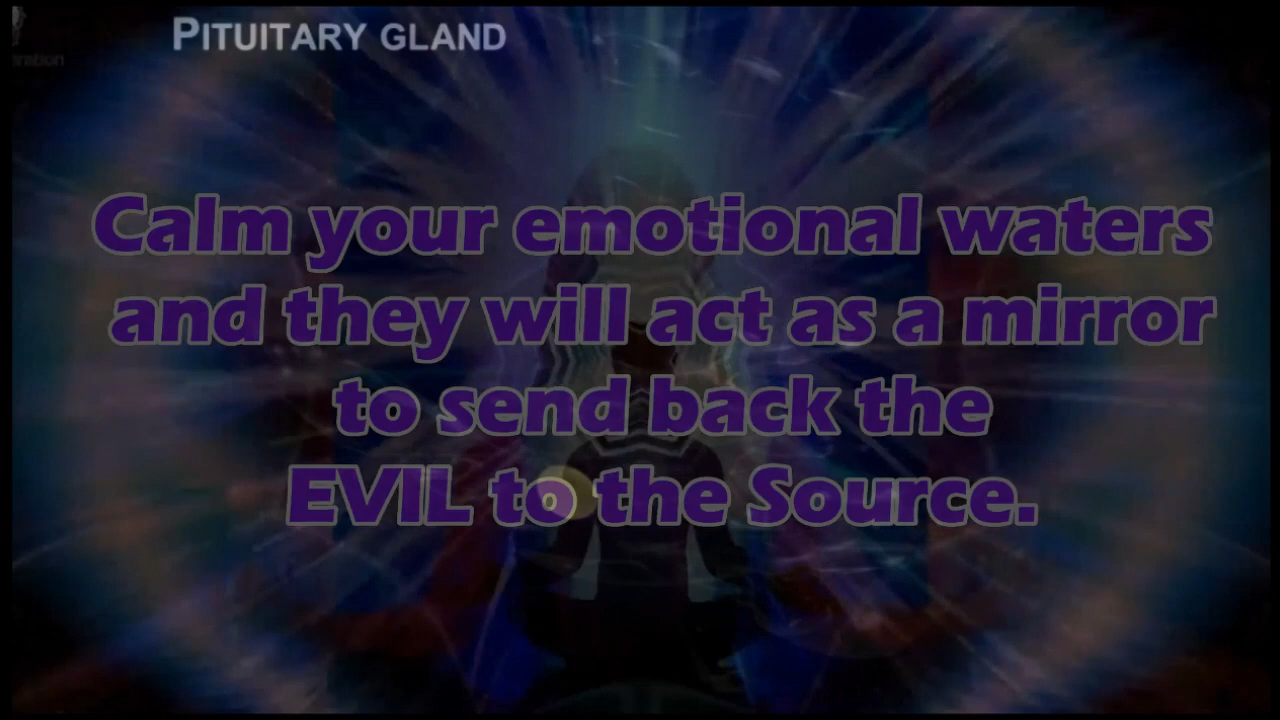 PITUITARY GLAND
Calm your emotional waters
and they will act as a mirror
to send back the
EVIL to the Source.